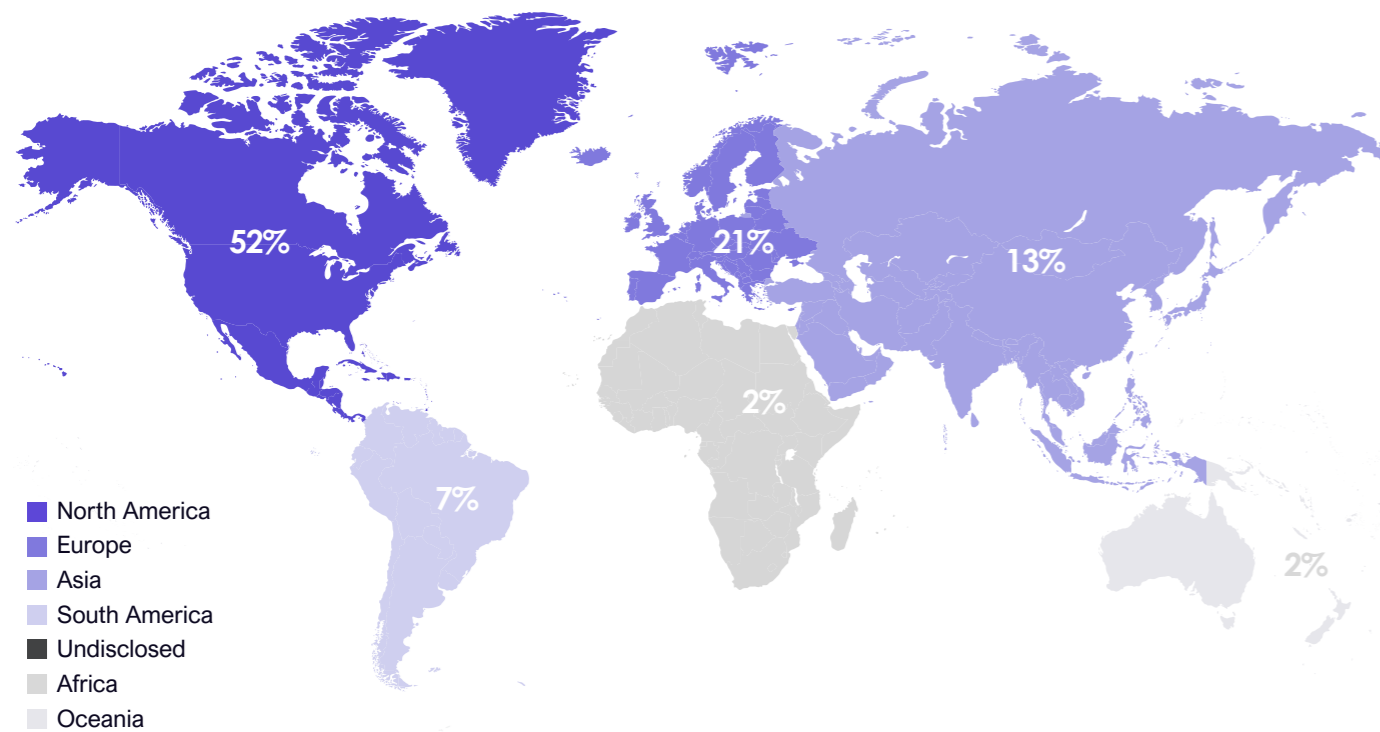 52%
21%
13%
2%
7%
2%
North America
Europe
Asia
South America
Undisclosed
Africa
Oceania